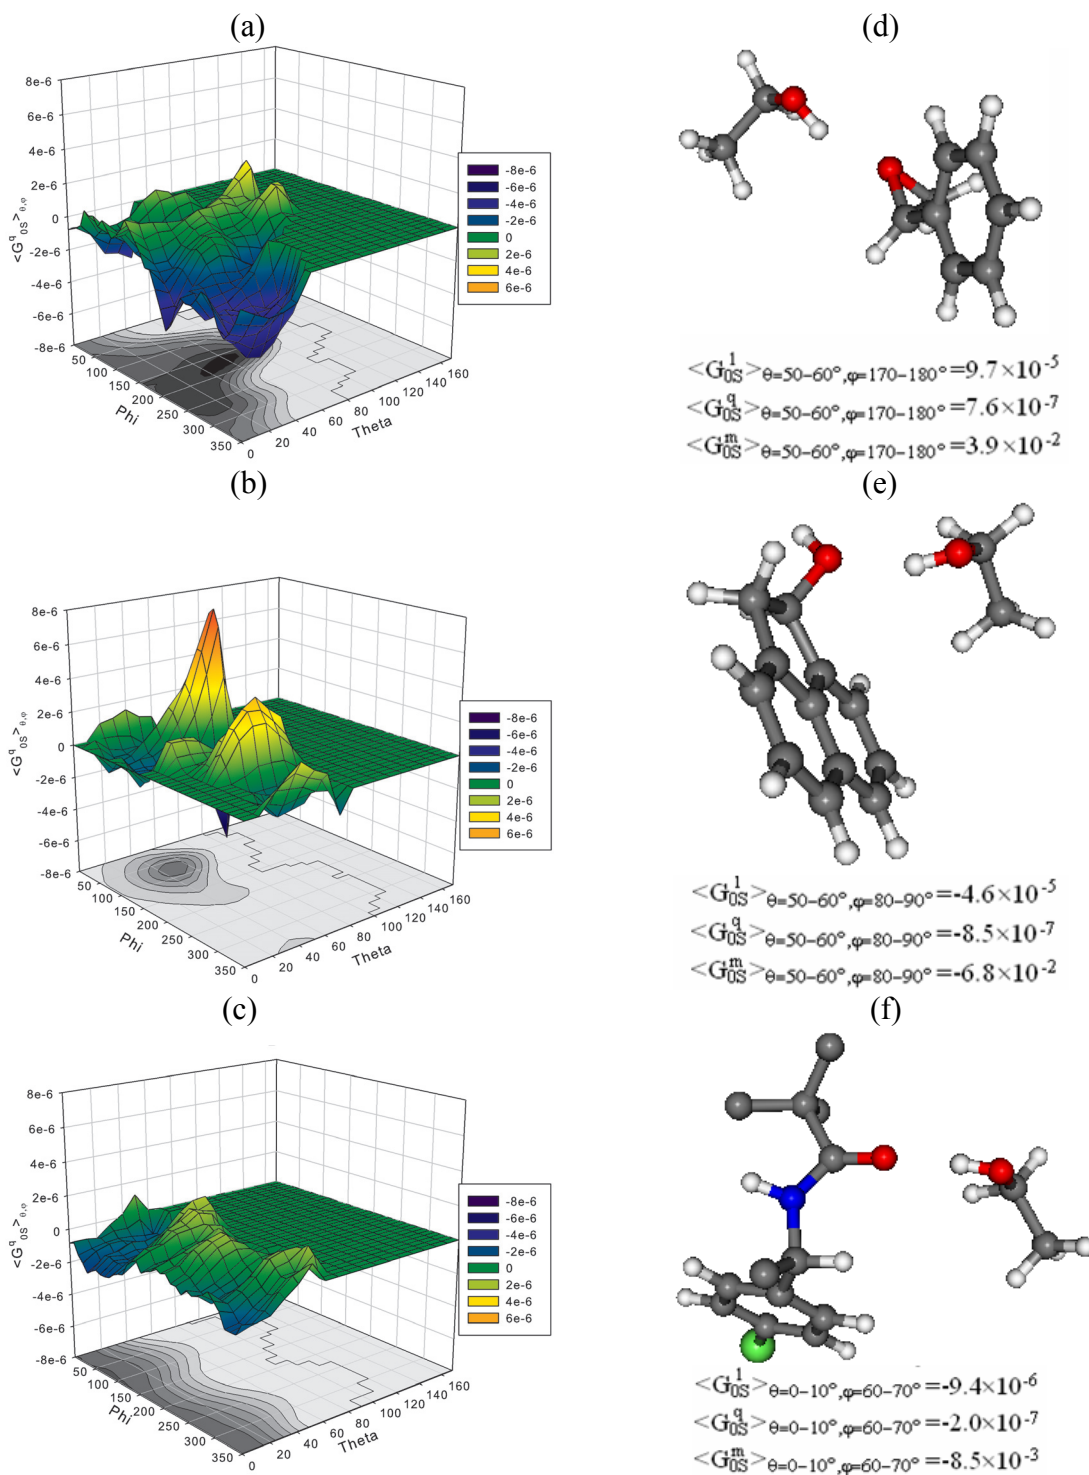 (a)
8e-6
6e-6
4e-6
2e-6
0
-2e-6
-4e-6
-6e-6
-8e-6
<G^q_0S>_θ,φ
50
100
150
200
250
300
350
Phi
0
20
40
60
80
100
120
140
160
Theta
-8e-6
-6e-6
-4e-6
-2e-6
0
2e-6
4e-6
6e-6
(d)
<G^1_0S>_θ=50-60°,φ=170-180°=9.7×10^-5
<G^q_0S>_θ=50-60°,φ=170-180°=7.6×10^-7
<G^m_0S>_θ=50-60°,φ=170-180°=3.9×10^-2
(b)
8e-6
6e-6
4e-6
2e-6
0
-2e-6
-4e-6
-6e-6
-8e-6
<G^q_0S>_θ,φ
50
100
150
200
250
300
350
Phi
0
20
40
60
80
100
120
140
160
Theta
-8e-6
-6e-6
-4e-6
-2e-6
0
2e-6
4e-6
6e-6
(e)
<G^1_0S>_θ=50-60°,φ=80-90°=-4.6×10^-5
<G^q_0S>_θ=50-60°,φ=80-90°=-8.5×10^-7
<G^m_0S>_θ=50-60°,φ=80-90°=-6.8×10^-2
(c)
8e-6
6e-6
4e-6
2e-6
0
-2e-6
-4e-6
-6e-6
-8e-6
<G^q_0S>_θ,φ
50
100
150
200
250
300
350
Phi
0
20
40
60
80
100
120
140
160
Theta
-8e-6
-6e-6
-4e-6
-2e-6
0
2e-6
4e-6
6e-6
(f)
<G^1_0S>_θ=0-10°,φ=60-70°=-9.4×10^-6
<G^q_0S>_θ=0-10°,φ=60-70°=-2.0×10^-7
<G^m_0S>_θ=0-10°,φ=60-70°=-8.5×10^-3